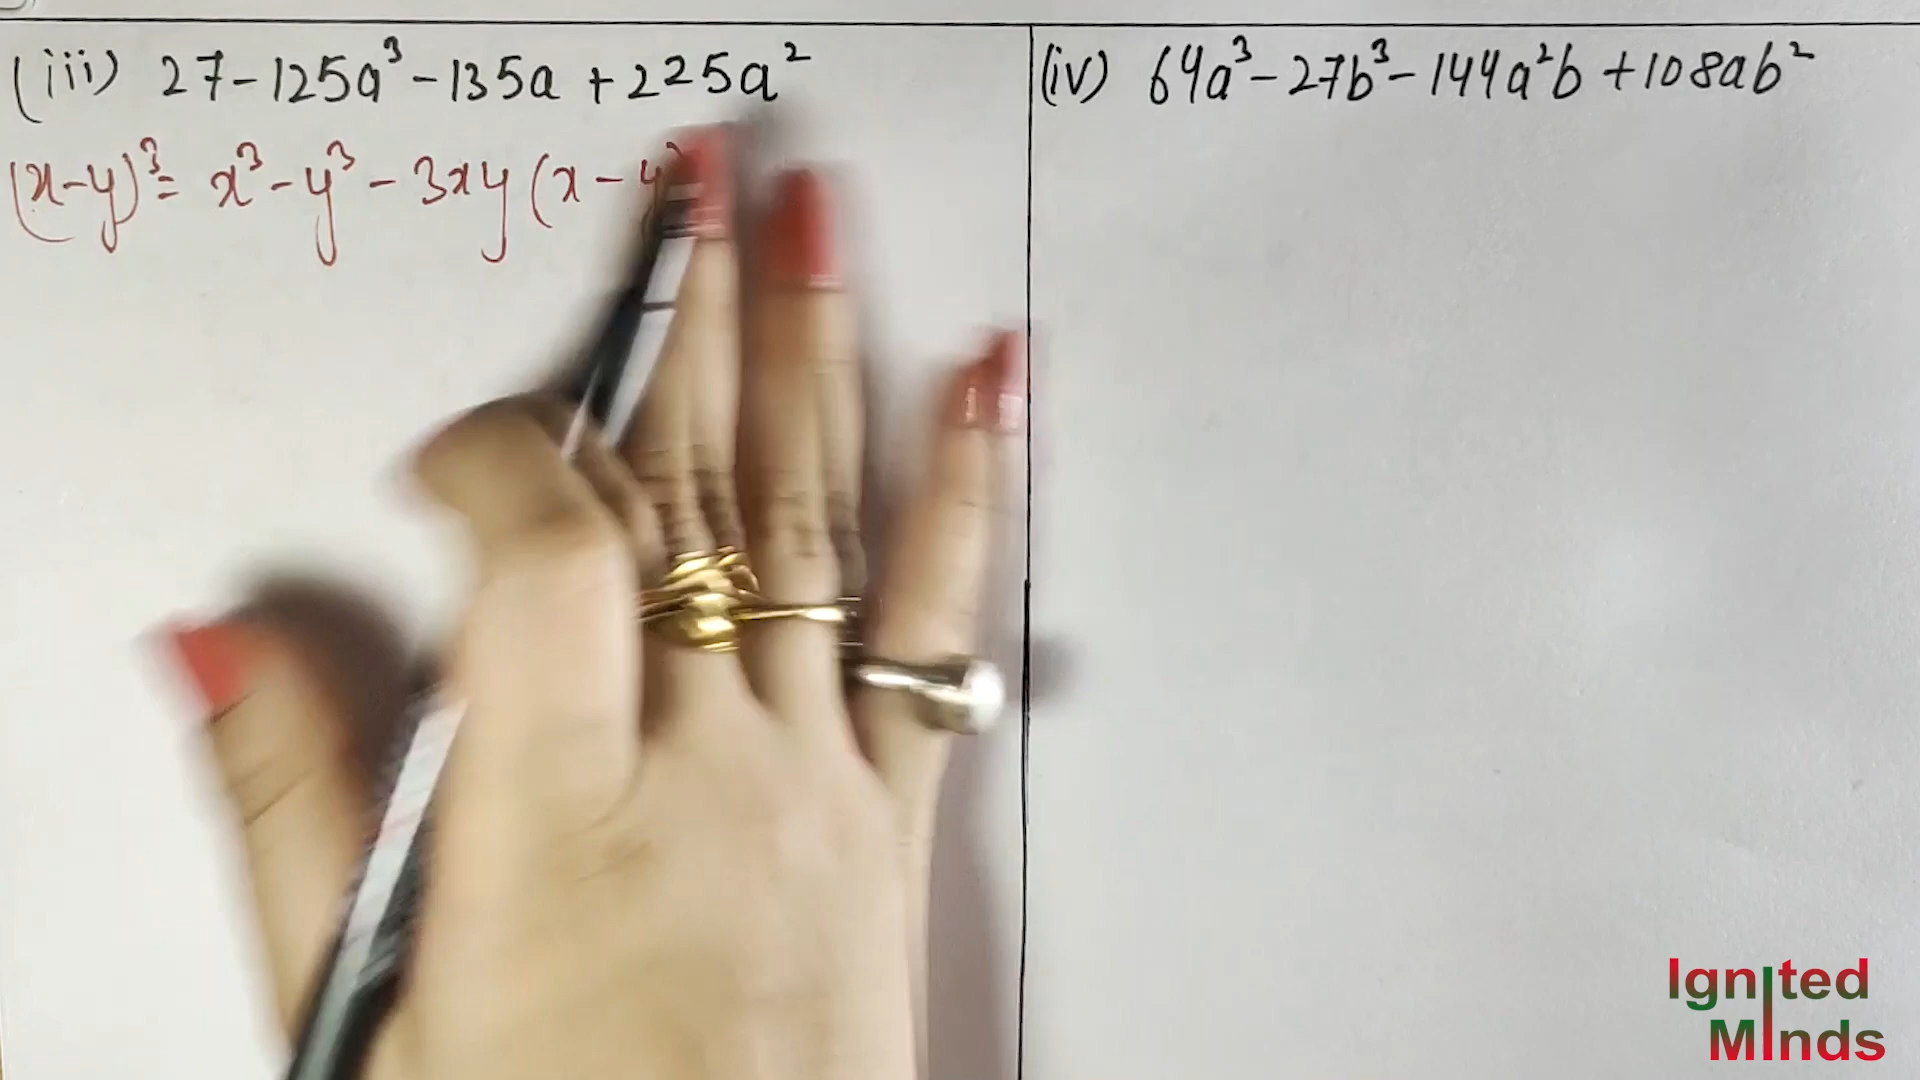 (iii) 27-125a³-135a+225a²
(x-y)³= x³-y³-3xy(x-y
(iv) 64a³-27b³-144a²b+108ab²
Ignited
Minds